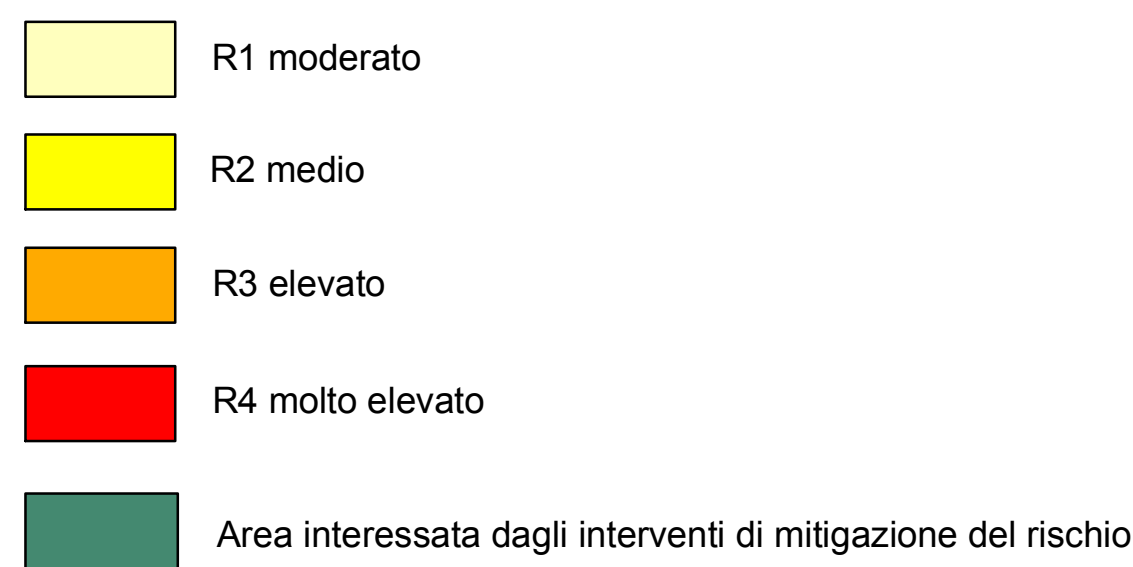 R1 moderato
R2 medio
R3 elevato
R4 molto elevato
Area interessata dagli interventi di mitigazione del rischio